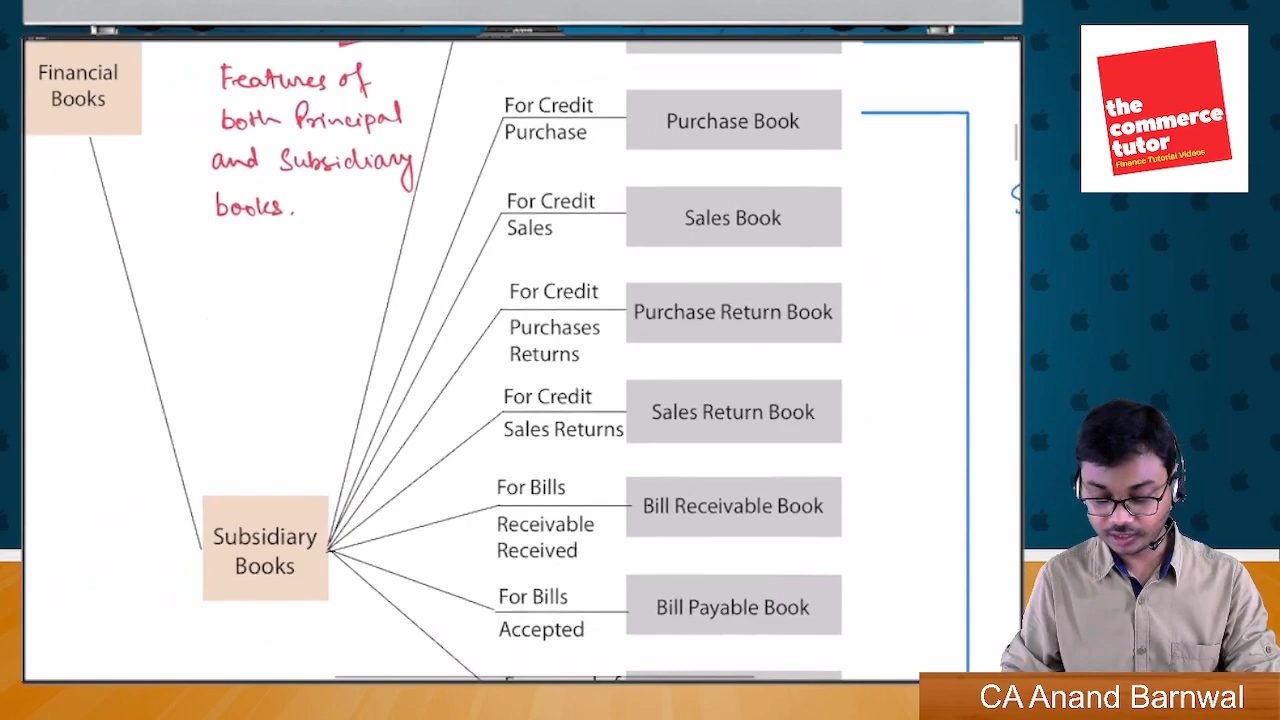 Financial
Books
Features of
both Principal
and Subsidiary
books.
For Credit
Purchase
Purchase Book
For Credit
Sales
Sales Book
For Credit
Purchases
Returns
Purchase Return Book
For Credit
Sales Returns
Sales Return Book
For Bills
Receivable
Received
Bill Receivable Book
For Bills
Accepted
Bill Payable Book
Subsidiary
Books
the
commerce
tutor
Finance Tutorial Videos
CA Anand Barnwal